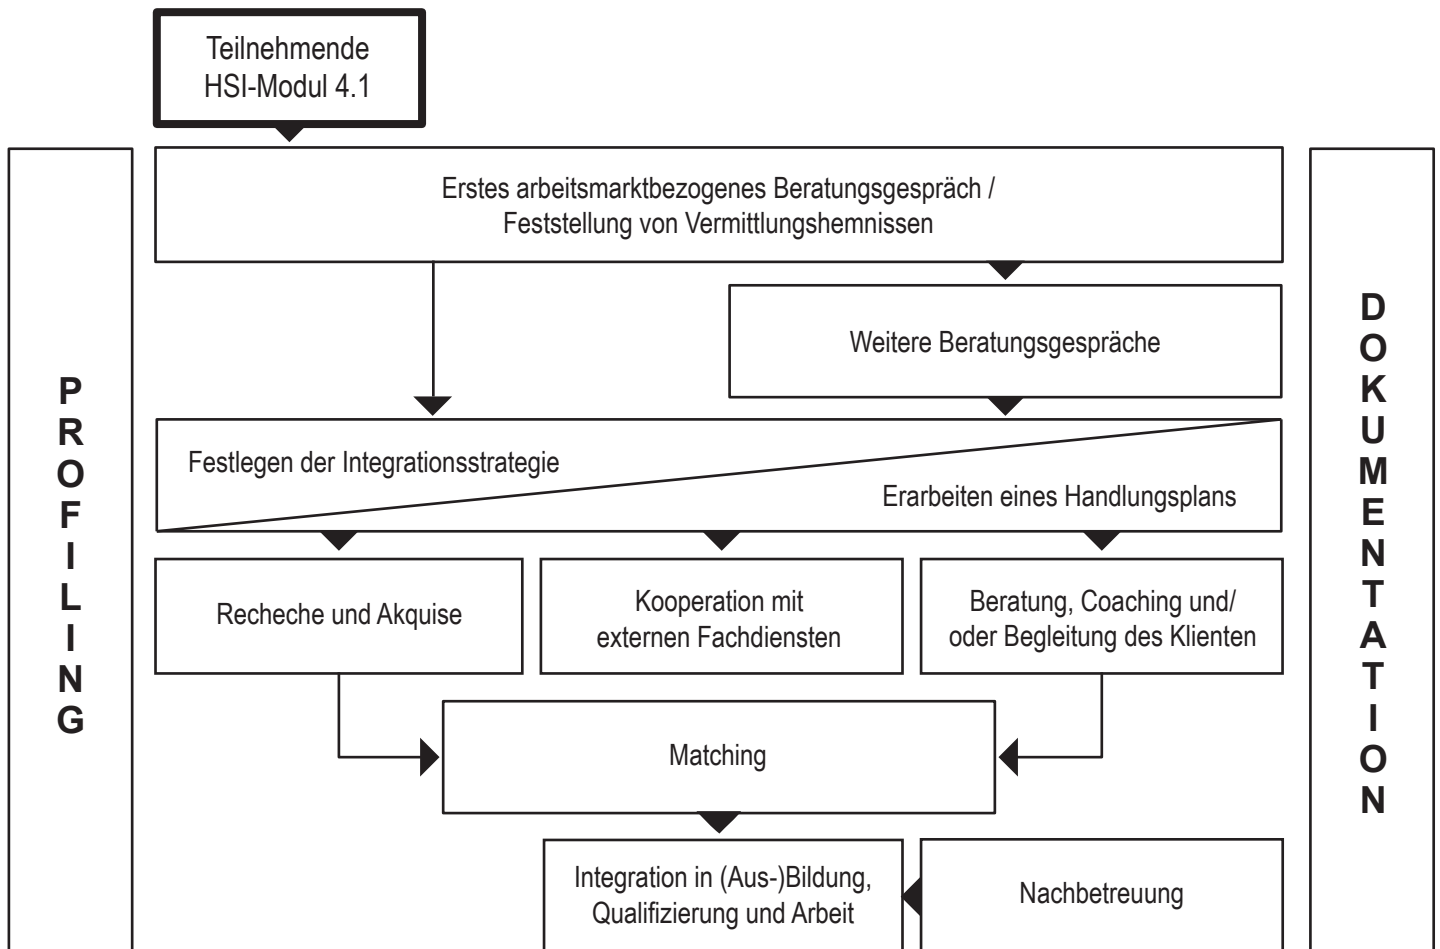 Teilnehmende
HSI-Modul 4.1
PROFILING
Erstes arbeitsmarktbezogenes Beratungsgespräch /
Feststellung von Vermittlungshemnissen
Weitere Beratungsgespräche
Festlegen der Integrationsstrategie
Erarbeiten eines Handlungsplans
Recheche und Akquise
Kooperation mit
externen Fachdiensten
Beratung, Coaching und/
oder Begleitung des Klienten
Matching
Integration in (Aus-)Bildung,
Qualifizierung und Arbeit
Nachbetreuung
DOKUMENTATION